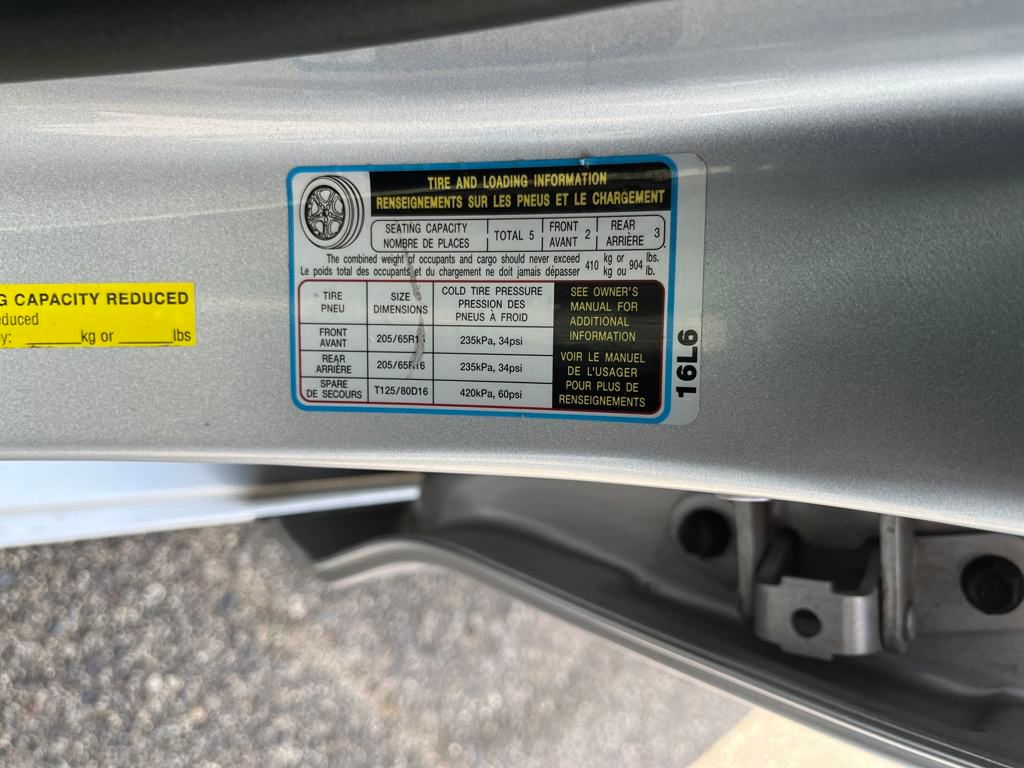 TIRE AND LOADING INFORMATION
RENSEIGNEMENTS SUR LES PNEUS ET LE CHARGEMENT
SEATING CAPACITY
NOMBRE DE PLACES
TOTAL 5
FRONT
AVANT 2
REAR
ARRIÈRE 3
The combined weight of occupants and cargo should never exceed 410 kg or 904 lbs.
Le poids total des occupants et du chargement ne doit jamais dépasser kg ou lb.
TIRE
PNEU
SIZE
DIMENSIONS
COLD TIRE PRESSURE
PRESSION DES
PNEUS À FROID
FRONT
AVANT
205/65R16
235kPa, 34psi
REAR
ARRIÈRE
205/65R16
235kPa, 34psi
SPARE
DE SECOURS
T125/80D16
420kPa, 60psi
SEE OWNER'S
MANUAL FOR
ADDITIONAL
INFORMATION
VOIR LE MANUEL
DE L'USAGER
POUR PLUS DE
RENSEIGNEMENTS
16L6
G CAPACITY REDUCED
educed
y: ______kg or ______lbs